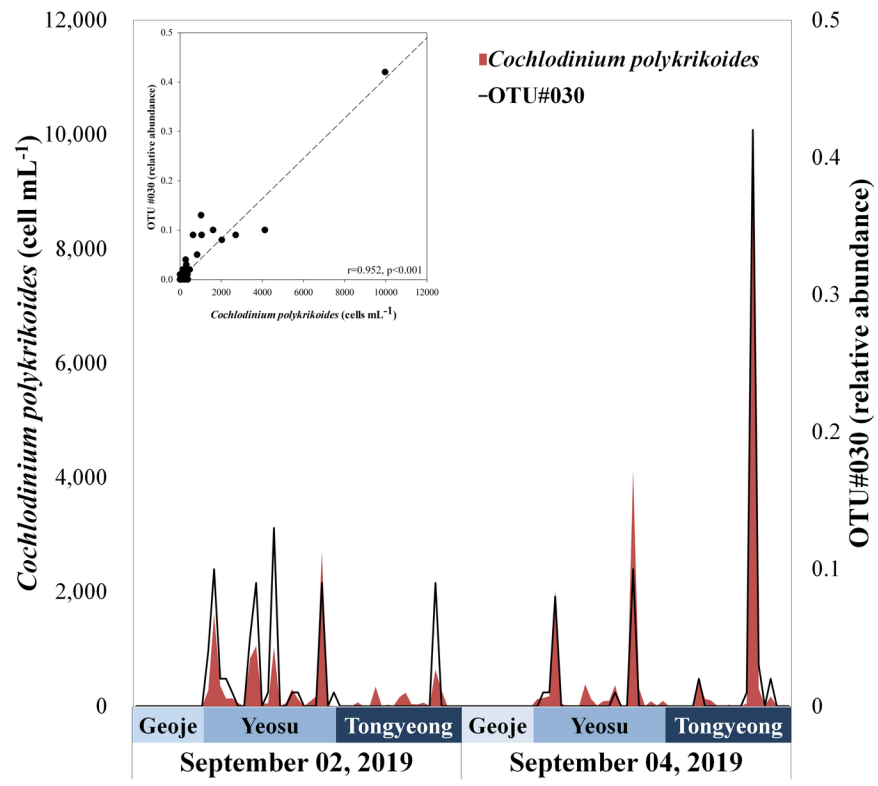 12,000
10,000
8,000
6,000
4,000
2,000
0
Cochlodinium polykrikoides (cell mL-1)
0.5
0.4
0.3
0.2
0.1
0
OTU#030 (relative abundance)
Cochlodinium polykrikoides
OTU#030
0.5
0.4
0.3
0.2
0.1
0.0
OTU #030 (relative abundance)
r=0.952, p<0.001
0 2000 4000 6000 8000 10000 12000
Cochlodinium polykrikoides (cells mL-1)
Geoje Yeosu Tongyeong Geoje Yeosu Tongyeong
September 02, 2019 September 04, 2019